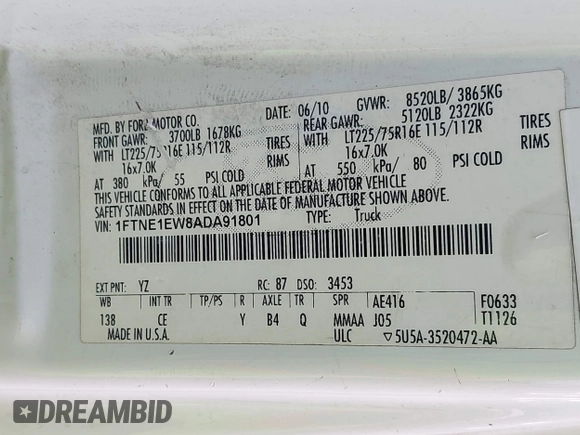 MFD. BY FORD MOTOR CO.
06/10 GVWR: 8520LB/ 3865KG
FRONT GAWR: 3700LB 1678KG
REAR GAWR: 5120LB 2322KG
WITH LT225/75R16E 115/112R TIRES
WITH LT225/75R16E 115/112R TIRES
16x7.0K RIMS
16x7.0K RIMS
AT 380 kPa/ 55 PSI COLD
AT 550 kPa/ 80 PSI COLD
THIS VEHICLE CONFORMS TO ALL APPLICABLE FEDERAL MOTOR VEHICLE
SAFETY STANDARDS IN EFFECT ON THE DATE OF MANUFACTURE SHOWN ABOVE.
VIN: 1FTNE1EW8ADA91801
TYPE: Truck
EXT PNT: YZ RC: 87 DSO: 3453
WB INT TR TP/PS R AXLE TR SPR AE416 F0633
138 CE Y B4 Q MMAA J05 T1126
MADE IN U.S.A. ULC ▽5U5A-3520472-AA
DREAMBID